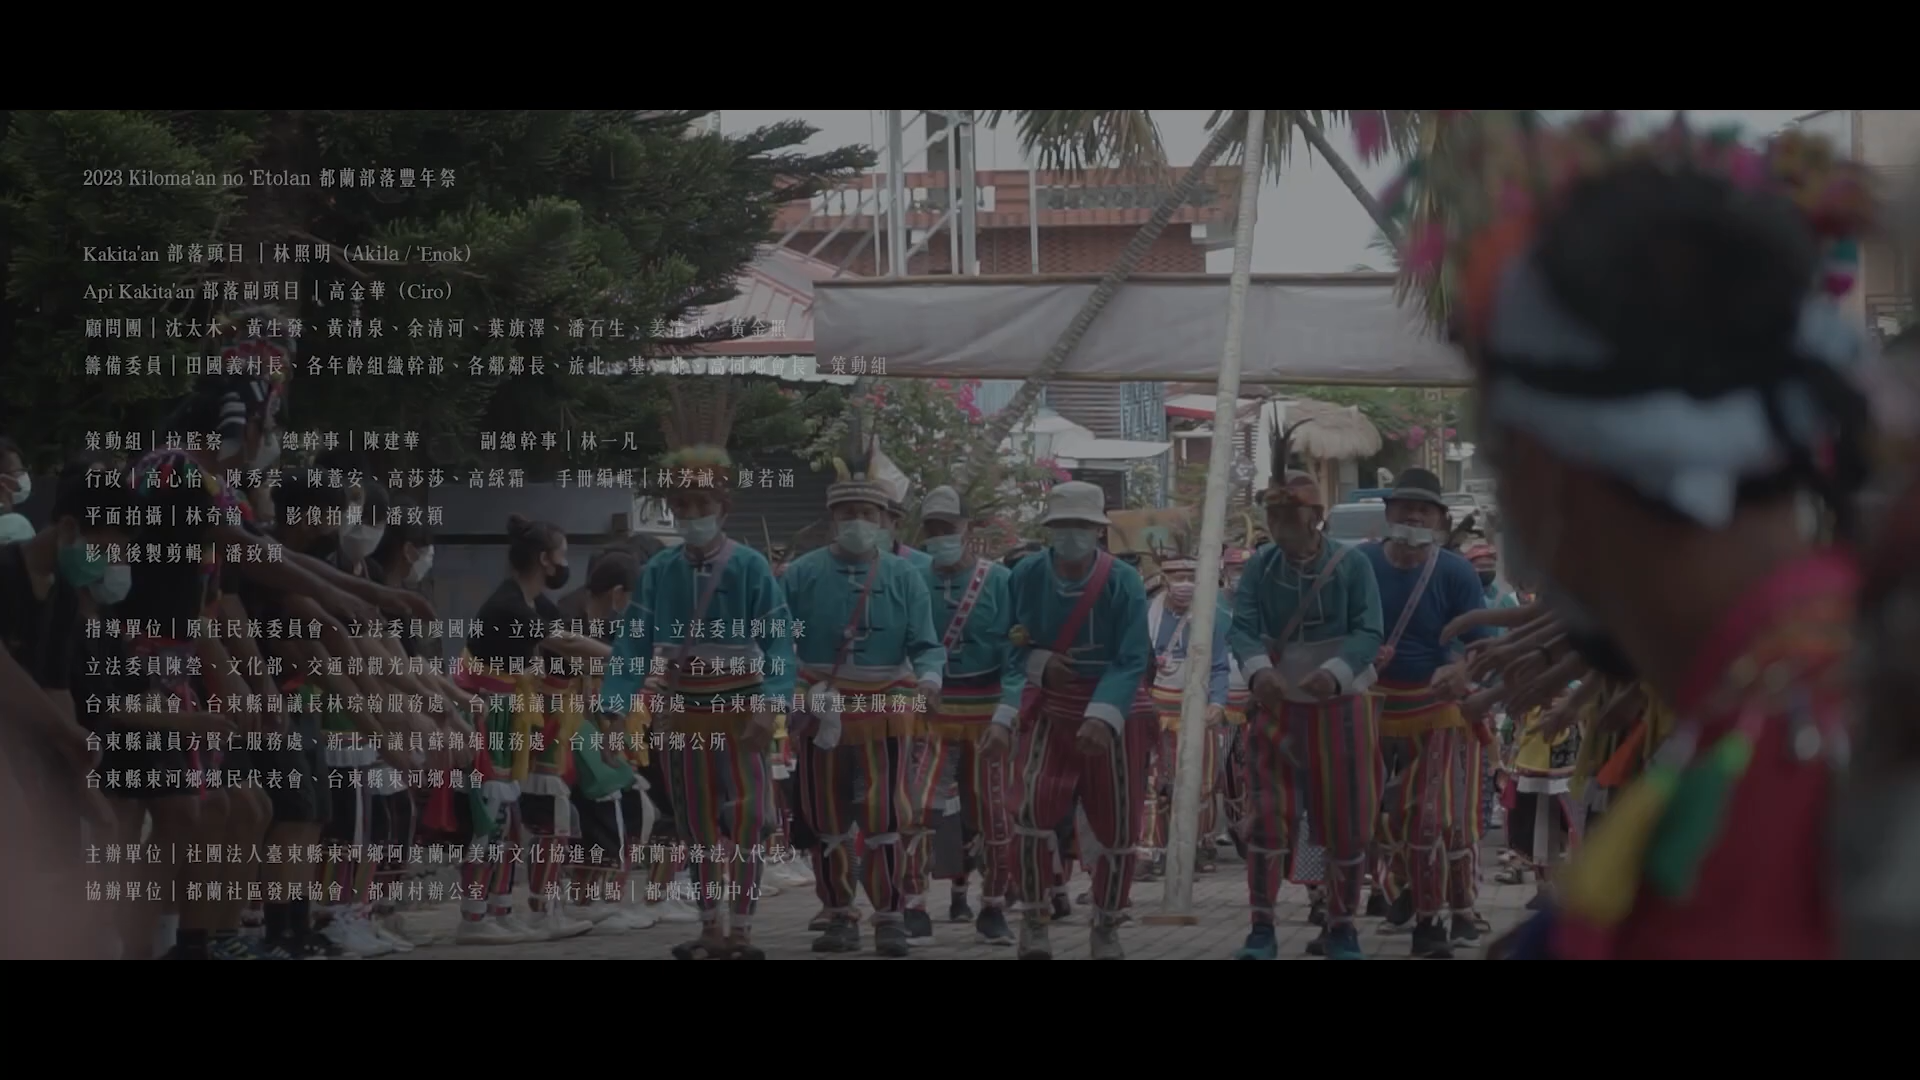 2023 Kiloma'an no 'Etolan 都蘭部落豐年祭
Kakita'an 部落頭目 | 林照明（Akila / 'Enok）
Api Kakita'an 部落副頭目 | 高金華（Ciro）
顧問團 | 沈太木、黃生發、黃清泉、余清河、葉旗澤、潘石生、姜清武、黃金照
籌備委員 | 田國義村長、各年齡組織幹部、各鄰鄰長、旅北、基、桃、高同鄉會長、策動組
策動組 | 拉監察 總幹事 | 陳建華 副總幹事 | 林一凡
行政 | 高心怡、陳秀芸、陳薏安、高莎莎、高綵霜 手冊編輯 | 林芳誠、廖若涵
平面拍攝 | 林奇翰 影像拍攝 | 潘致穎
影像後製剪輯 | 潘致穎
指導單位 | 原住民族委員會、立法委員廖國棟、立法委員蘇巧慧、立法委員劉櫂豪
立法委員陳瑩、文化部、交通部觀光局東部海岸國家風景區管理處、台東縣政府
台東縣議會、台東縣副議長林琮翰服務處、台東縣議員楊秋珍服務處、台東縣議員嚴惠美服務處
台東縣議員方賢仁服務處、新北市議員蘇錦雄服務處、台東縣東河鄉公所
台東縣東河鄉鄉民代表會、台東縣東河鄉農會
主辦單位 | 社團法人臺東縣東河鄉阿度蘭阿美斯文化協進會（都蘭部落法人代表）
協辦單位 | 都蘭社區發展協會、都蘭村辦公室 執行地點 | 都蘭活動中心